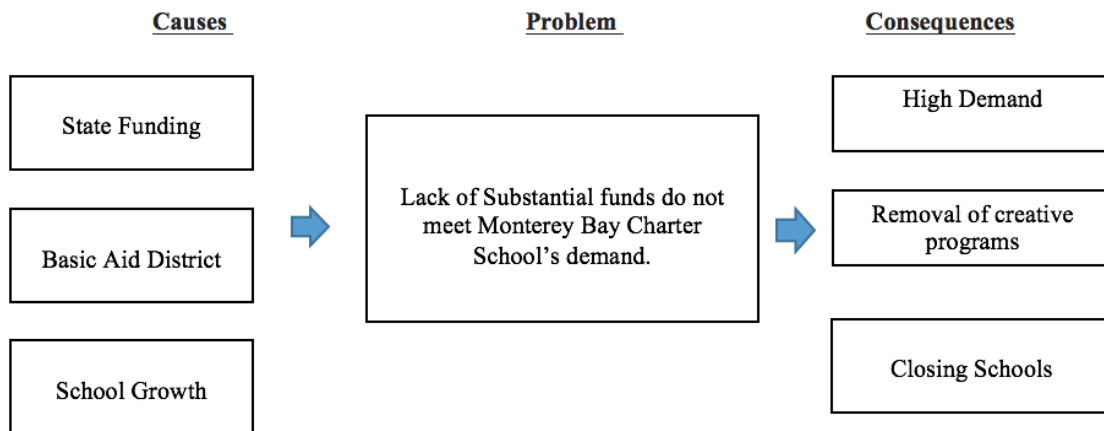 Causes
Problem
Consequences
State Funding
Basic Aid District
School Growth
Lack of Substantial funds do not
meet Monterey Bay Charter
School’s demand.
High Demand
Removal of creative
programs
Closing Schools